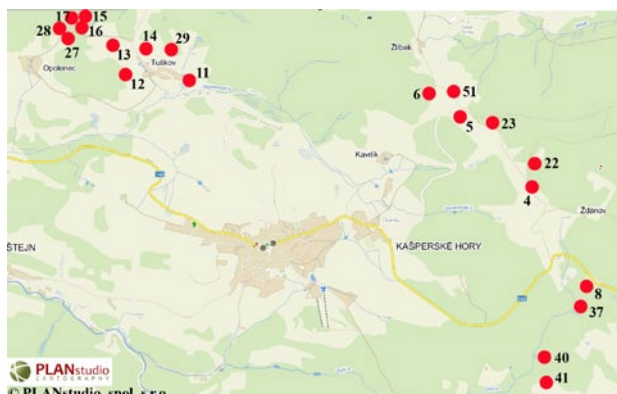 17
15
28
16
27
13
14
29
Opolenec
Tuškov
12
11
Žlíbek
6
51
5
23
Kavrlík
22
4
Ždánov
ŠTEJN
KAŠPERSKÉ HORY
8
37
40
41
PLANstudio
CARTOGRAPHY
© PLANstudio, spol. s r.o.